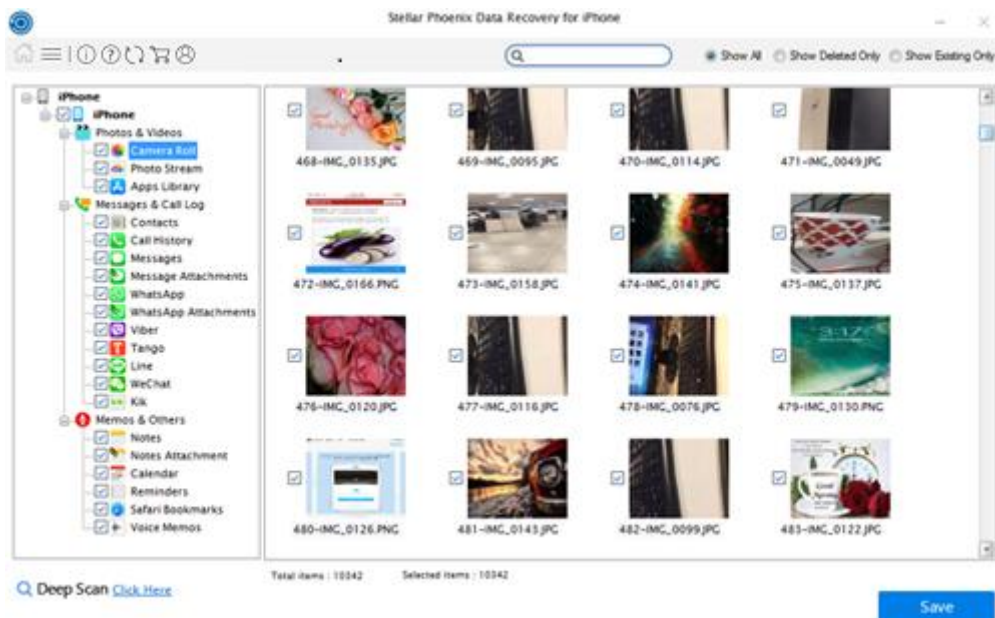 Stellar Phoenix Data Recovery for iPhone
Show All Show Deleted Only Show Existing Only
iPhone
iPhone
Photos & Videos
Camera Roll
Photo Stream
Apps Library
Messages & Call Log
Contacts
Call History
Messages
Message Attachments
WhatsApp
WhatsApp Attachments
Viber
Tango
Line
WeChat
Kik
Memos & Others
Notes
Notes Attachment
Calendar
Reminders
Safari Bookmarks
Voice Memos
468-IMG_0135.JPG 469-IMG_0095.JPG 470-IMG_0114.JPG 471-IMG_0049.JPG
472-IMG_0166.PNG 473-IMG_0158.JPG 474-IMG_0141.JPG 475-IMG_0137.JPG
3:17
476-IMG_0120.JPG 477-IMG_0116.JPG 478-IMG_0076.JPG 479-IMG_0130.PNG
Good
480-IMG_0126.PNG 481-IMG_0143.JPG 482-IMG_0099.JPG 483-IMG_0122.JPG
Total items : 10342 Selected items : 10342
Deep Scan Click Here
Save